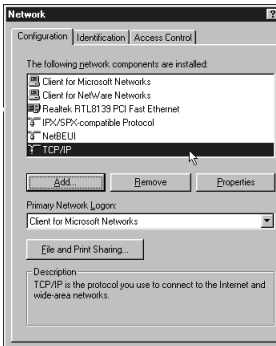 Network
?
Configuration Identification Access Control
The following network components are installed:
Client for Microsoft Networks
Client for NetWare Networks
Realtek RTL8139 PCI Fast Ethernet
IPX/SPX-compatible Protocol
NetBEUI
TCP/IP
Add... Remove Properties
Primary Network Logon:
Client for Microsoft Networks
File and Print Sharing...
Description
TCP/IP is the protocol you use to connect to the Internet and
wide-area networks.